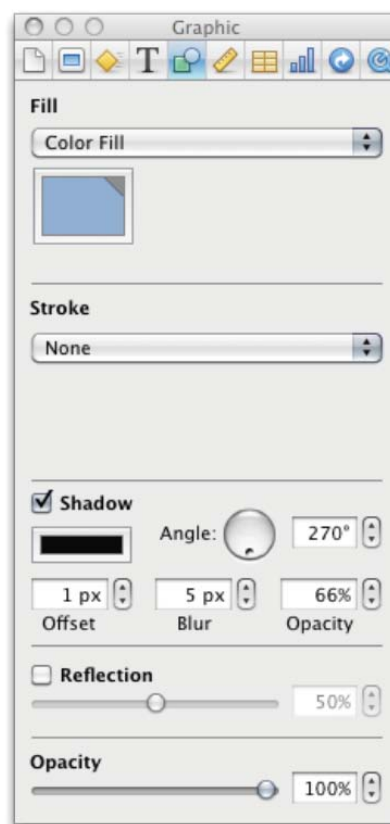 Graphic
T
Fill
Color Fill
Stroke
None
Shadow
Angle: 270°
1 px 5 px 66%
Offset Blur Opacity
Reflection
50%
Opacity
100%